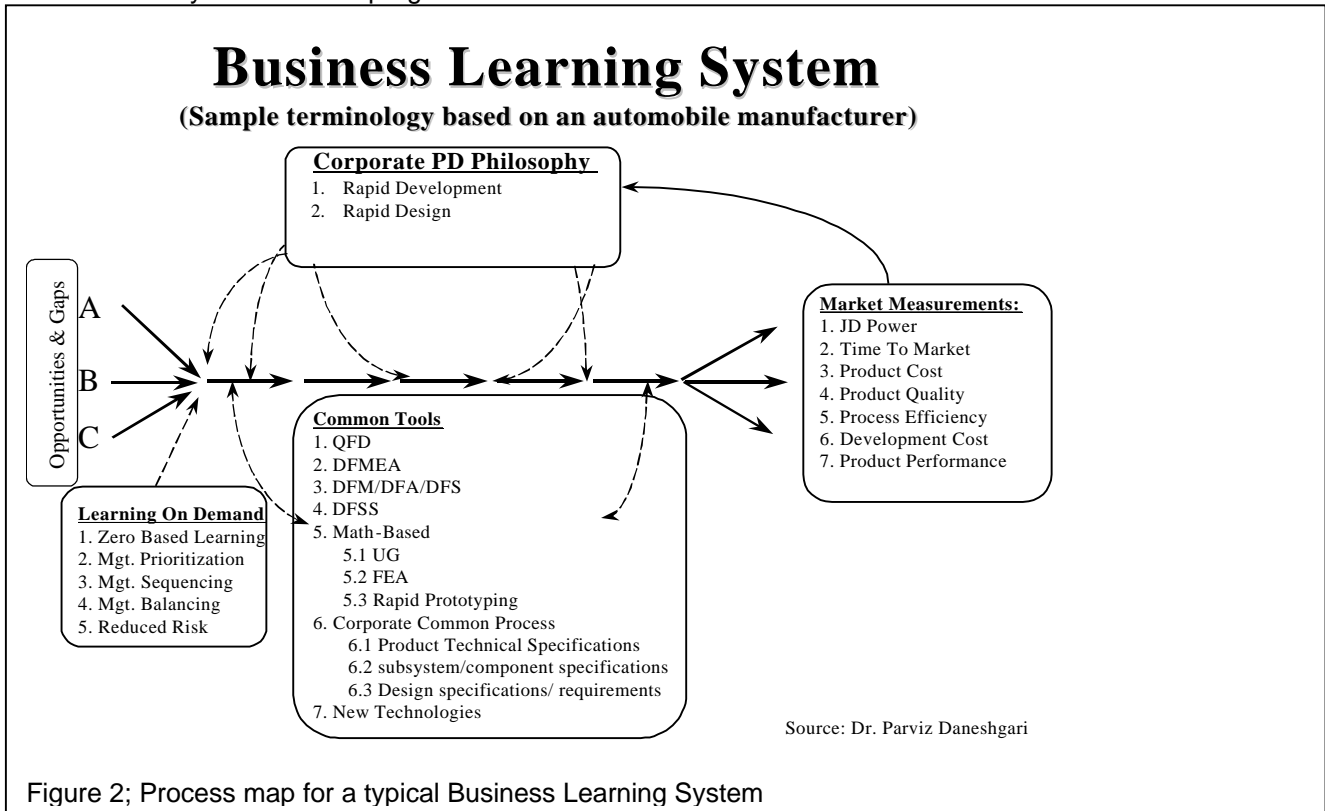 Business Learning System
(Sample terminology based on an automobile manufacturer)
Corporate PD Philosophy
1. Rapid Development
2. Rapid Design
Opportunities & Gaps
A
B
C
Market Measurements:
1. JD Power
2. Time To Market
3. Product Cost
4. Product Quality
5. Process Efficiency
6. Development Cost
7. Product Performance
Learning On Demand
1. Zero Based Learning
2. Mgt. Prioritization
3. Mgt. Sequencing
4. Mgt. Balancing
5. Reduced Risk
Common Tools
1. QFD
2. DFMEA
3. DFM/DFA/DFS
4. DFSS
5. Math-Based
5.1 UG
5.2 FEA
5.3 Rapid Prototyping
6. Corporate Common Process
6.1 Product Technical Specifications
6.2 subsystem/component specifications
6.3 Design specifications/ requirements
7. New Technologies
Source: Dr. Parviz Daneshgari
Figure 2; Process map for a typical Business Learning System